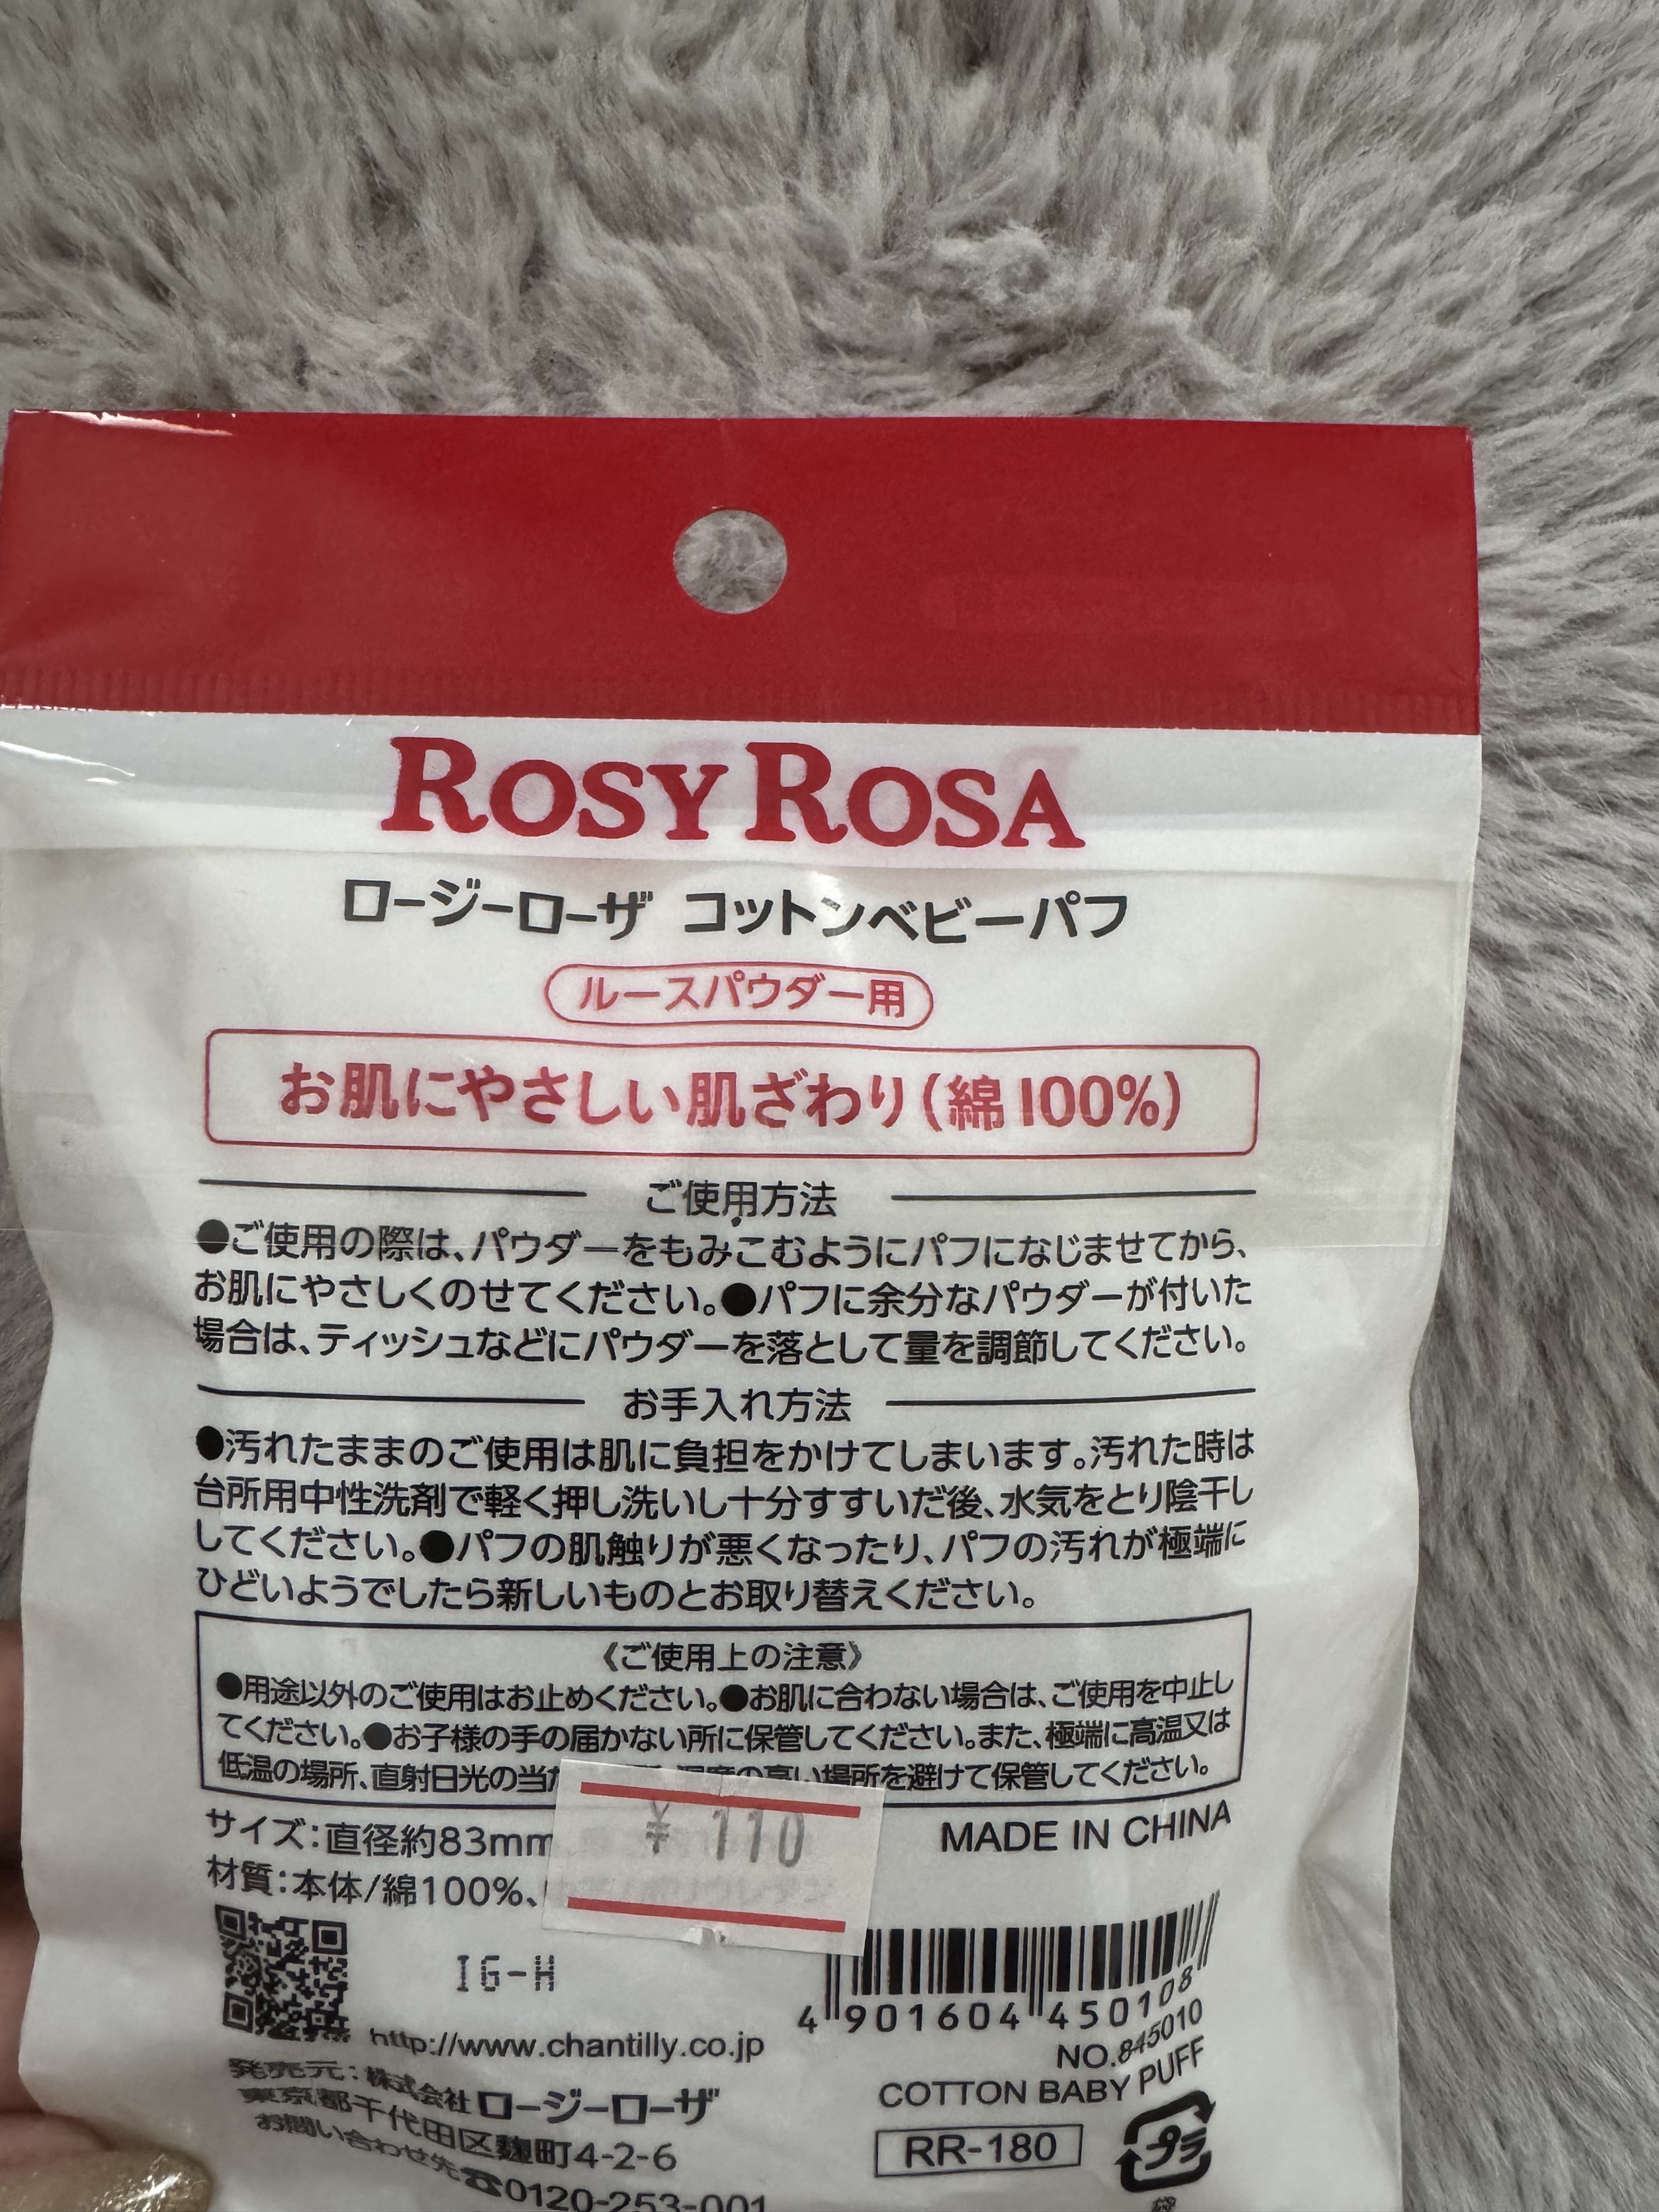 ROSY ROSA
ロージーローザ コットンベビーパフ
ルースパウダー用
お肌にやさしい肌ざわり(綿100%)
ご使用方法
●ご使用の際は、パウダーをもみこむようにパフになじませてから、
お肌にやさしくのせてください。●パフに余分なパウダーが付いた
場合は、ティッシュなどにパウダーを落として量を調節してください。
お手入れ方法
●汚れたままのご使用は肌に負担をかけてしまいます。汚れた時は
台所用中性洗剤で軽く押し洗いし十分すすいだ後、水気をとり陰干し
してください。●パフの肌触りが悪くなったり、パフの汚れが極端に
ひどいようでしたら新しいものとお取り替えください。
《ご使用上の注意》
●用途以外のご使用はお止めください。●お肌に合わない場合は、ご使用を中止し
てください。●お子様の手の届かない所に保管してください。また、極端に高温又は
低温の場所、直射日光の当た 湿度の高い場所を避けて保管してください。
¥ 110
サイズ:直径約83mm
MADE IN CHINA
材質:本体/綿100%、
IG-H
4 901604 450108
http://www.chantilly.co.jp
NO.845010
COTTON BABY PUFF
発売元:株式会社ロージーローザ
東京都千代田区麹町4-2-6
RR-180
プラ
お問い合わせ先☎0120-253-001
袋